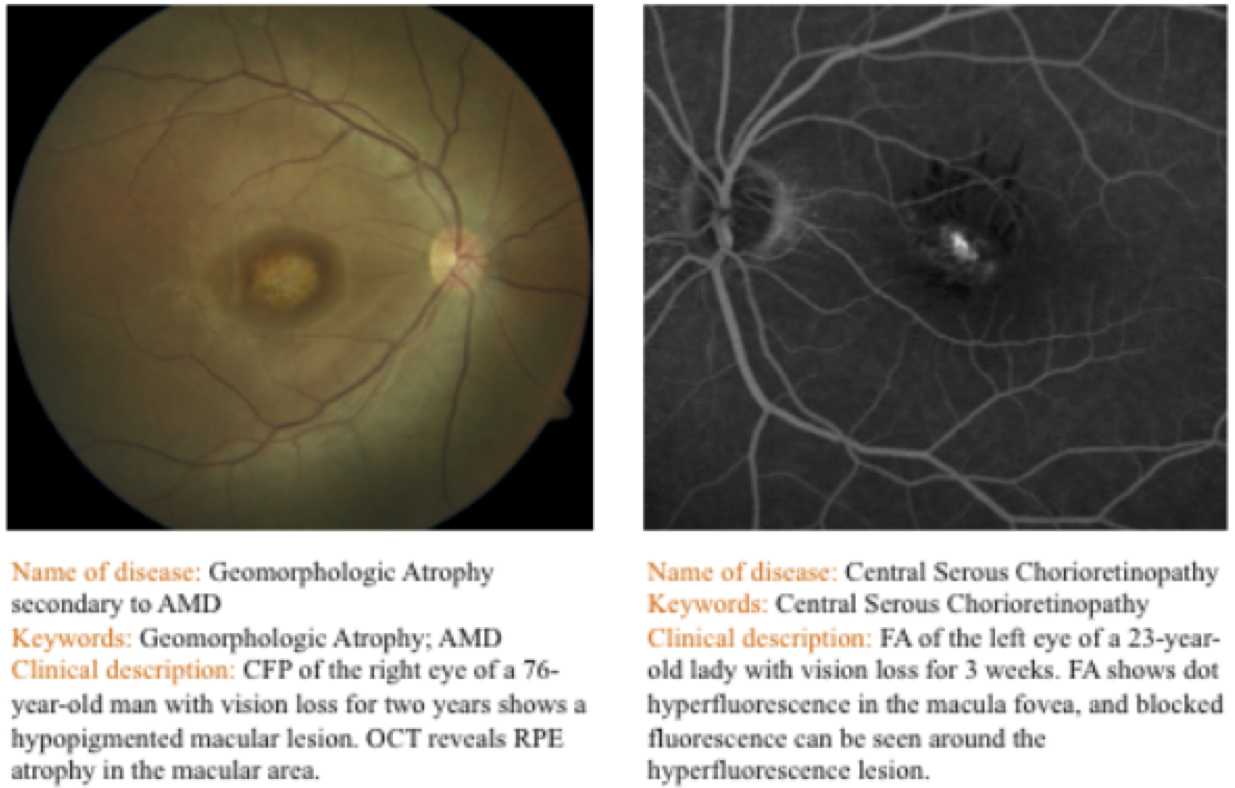 Name of disease: Geomorphologic Atrophy
secondary to AMD
Keywords: Geomorphologic Atrophy; AMD
Clinical description: CFP of the right eye of a 76-
year-old man with vision loss for two years shows a
hypopigmented macular lesion. OCT reveals RPE
atrophy in the macular area.
Name of disease: Central Serous Chorioretinopathy
Keywords: Central Serous Chorioretinopathy
Clinical description: FA of the left eye of a 23-year-
old lady with vision loss for 3 weeks. FA shows dot
hyperfluorescence in the macula fovea, and blocked
fluorescence can be seen around the
hyperfluorescence lesion.